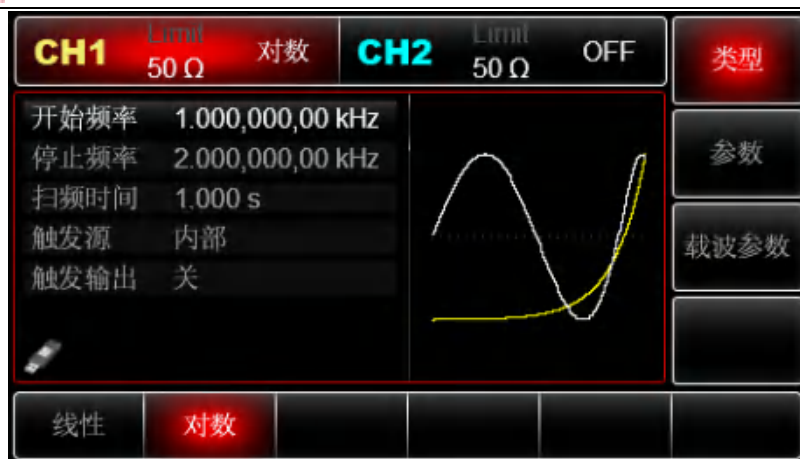 CH1 Limit 50 Ω 对数 CH2 Limit 50 Ω OFF 类型
开始频率 1.000,000,00 kHz
停止频率 2.000,000,00 kHz
扫频时间 1.000 s
触发源 内部
触发输出 关
参数
载波参数
线性 对数